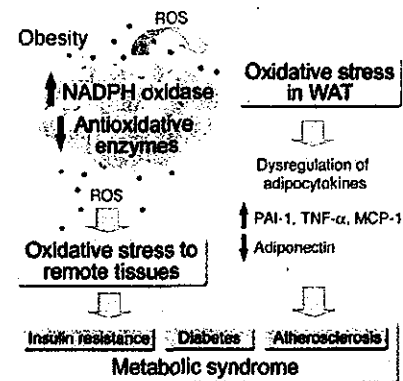 ROS
Obesity
NADPH oxidase
Antioxidative
enzymes
ROS
Oxidative stress to
remote tissues
Oxidative stress
in WAT
Dysregulation of
adipocytokines
PAI-1, TNF-α, MCP-1
Adiponectin
Insulin resistance
Diabetes
Atherosclerosis
Metabolic syndrome